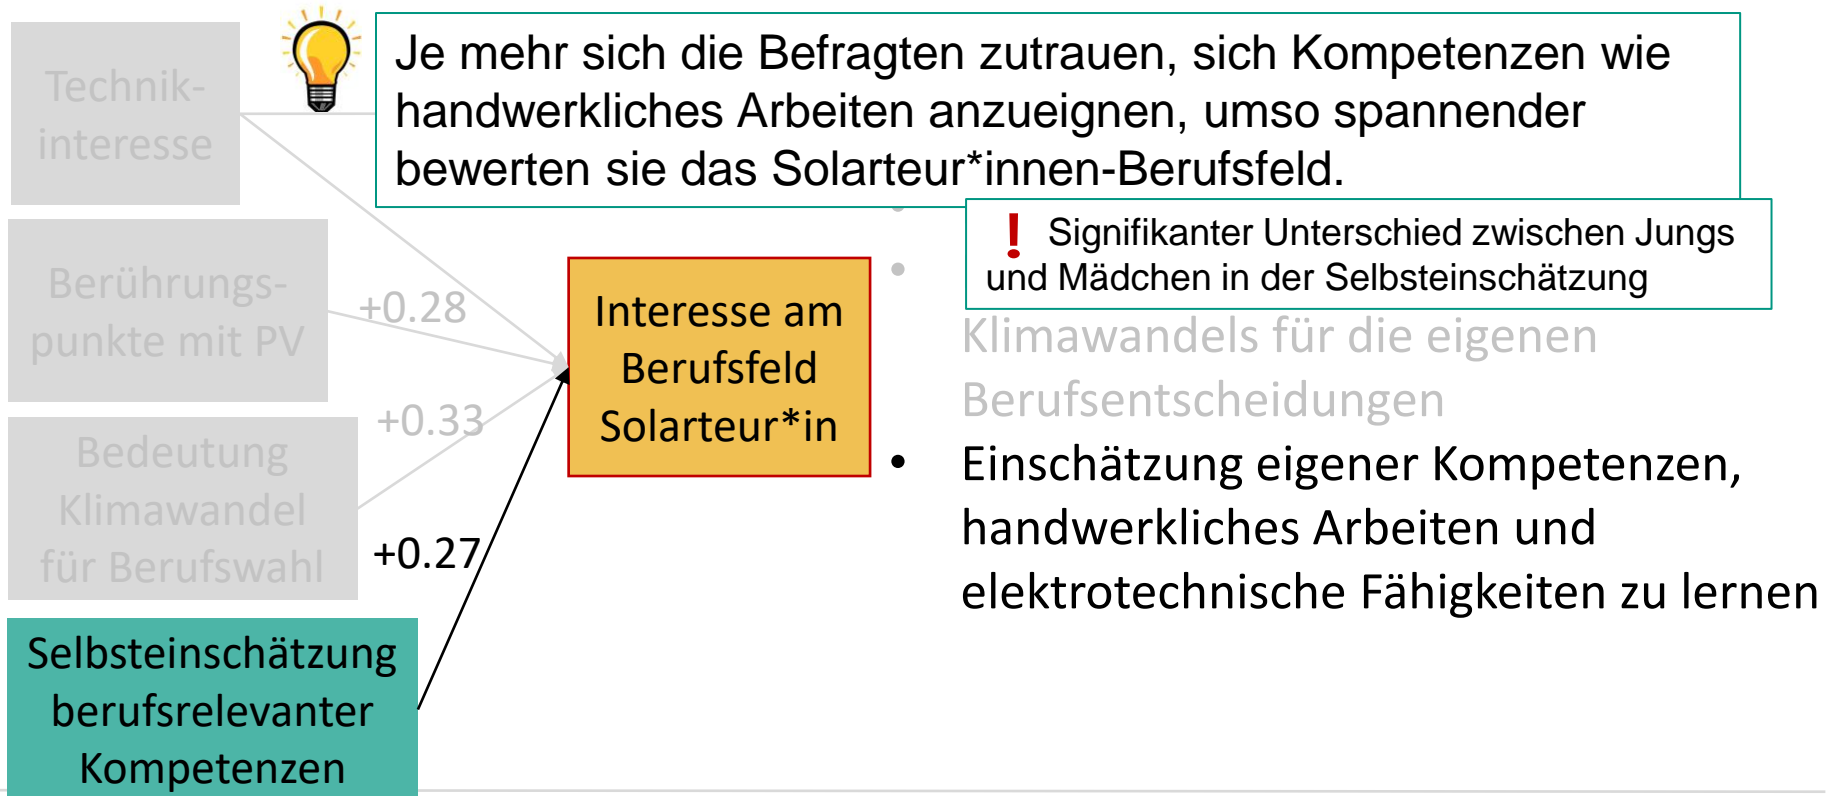 Technik-
interesse
Je mehr sich die Befragten zutrauen, sich Kompetenzen wie
handwerkliches Arbeiten anzueignen, umso spannender
bewerten sie das Solarteur*innen-Berufsfeld.
! Signifikanter Unterschied zwischen Jungs
und Mädchen in der Selbsteinschätzung
Berührungs-
punkte mit PV
+0.28
Bedeutung
Klimawandel
für Berufswahl
+0.33
Selbsteinschätzung
berufsrelevanter
Kompetenzen
+0.27
Interesse am
Berufsfeld
Solarteur*in
•
•
Klimawandels für die eigenen
Berufsentscheidungen
• Einschätzung eigener Kompetenzen,
handwerkliches Arbeiten und
elektrotechnische Fähigkeiten zu lernen